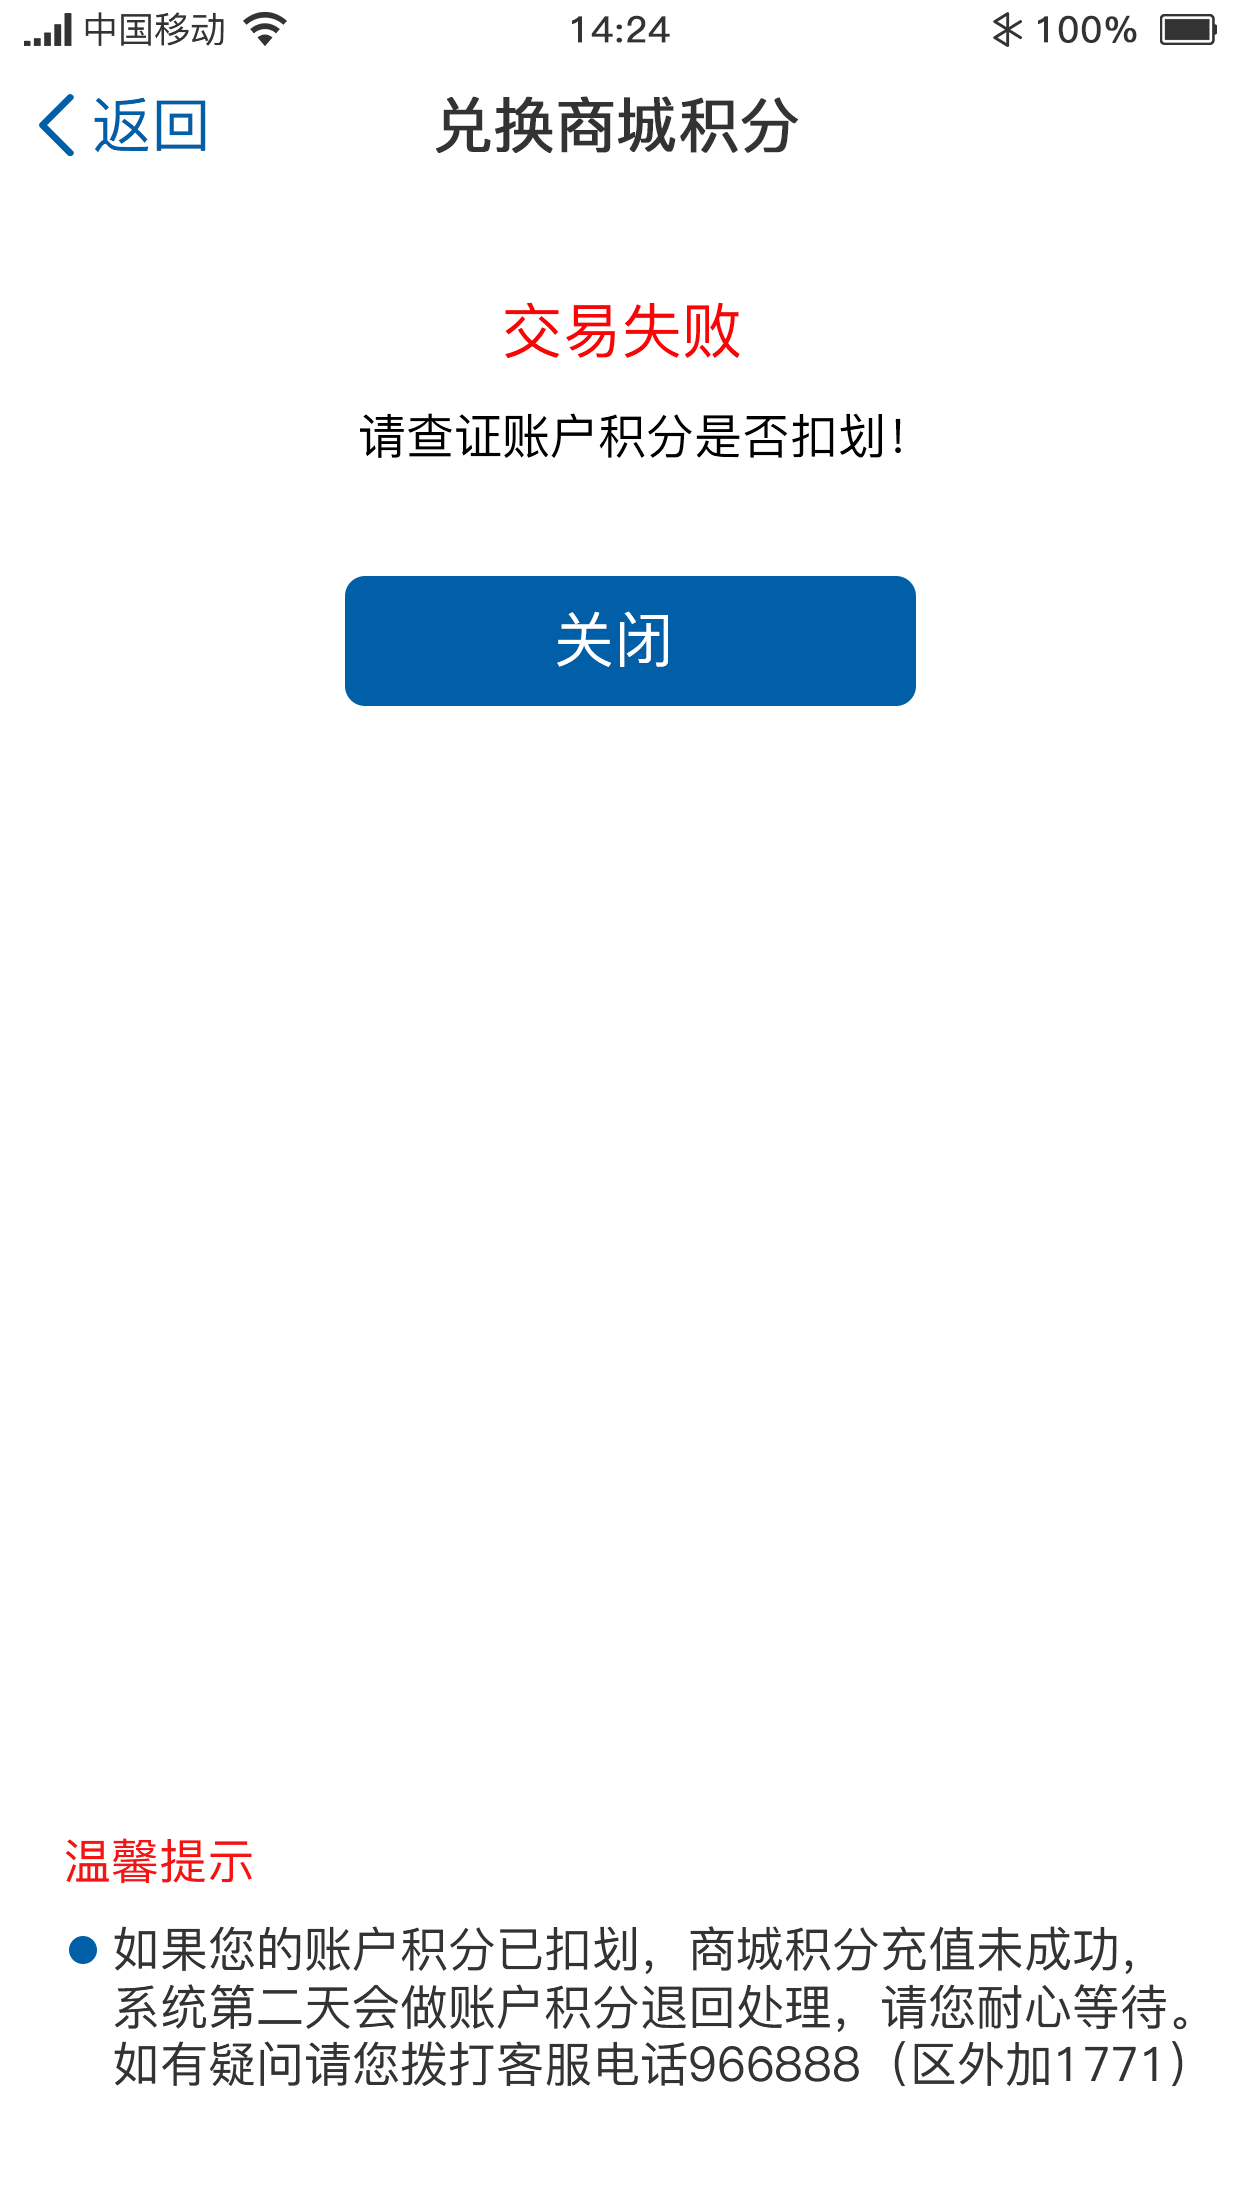 中国移动 14:24 100%
返回 兑换商城积分
交易失败
请查证账户积分是否扣划！
关闭
温馨提示
如果您的账户积分已扣划，商城积分充值未成功，
系统第二天会做账户积分退回处理，请您耐心等待。
如有疑问请您拨打客服电话966888（区外加1771）